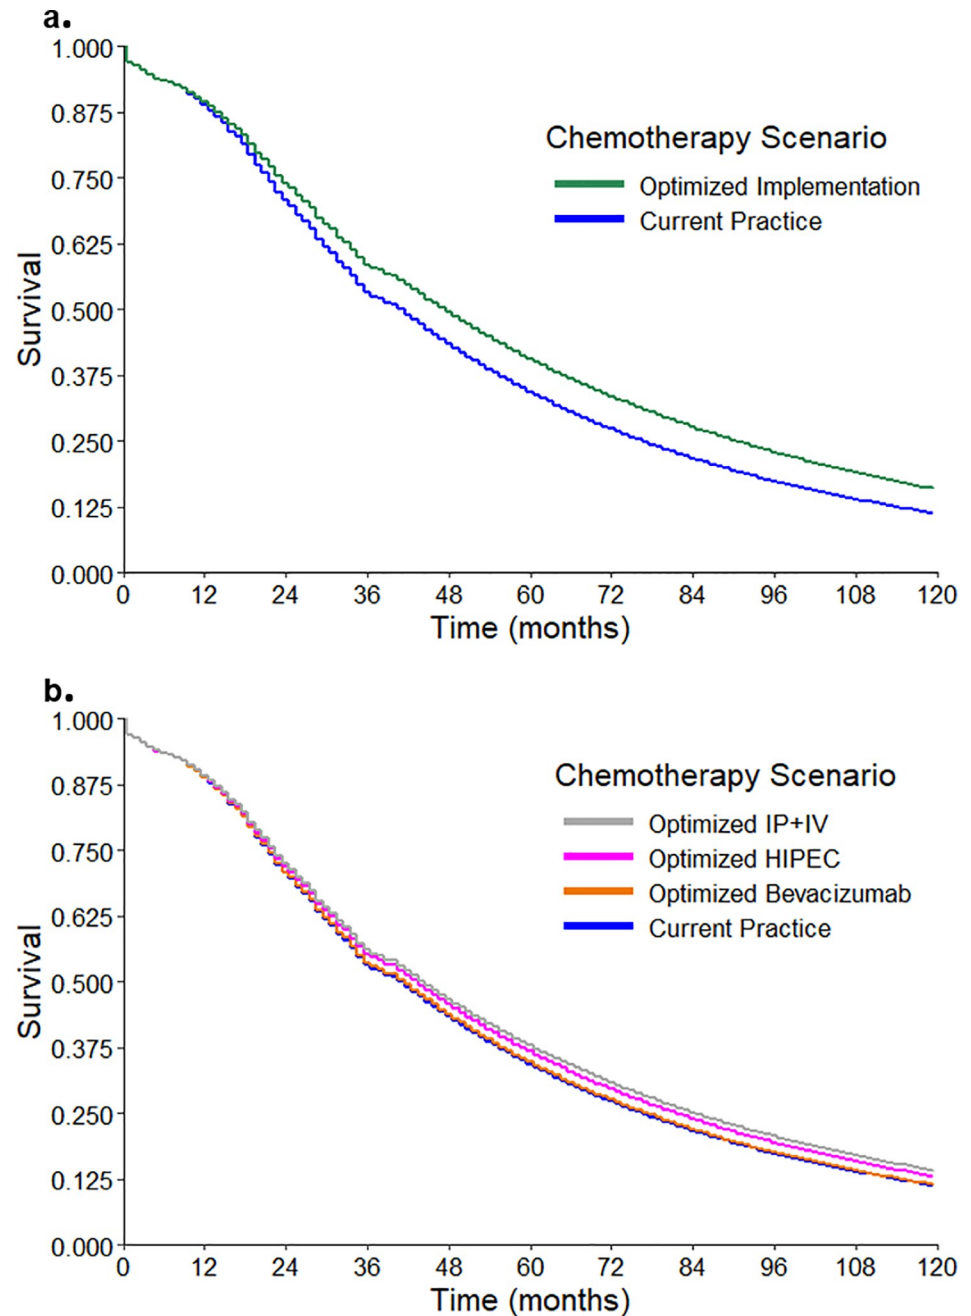 a.
1.000
0.875
0.750
0.625
0.500
0.375
0.250
0.125
0.000
Survival
Chemotherapy Scenario
Optimized Implementation
Current Practice
0 12 24 36 48 60 72 84 96 108 120
Time (months)
b.
1.000
0.875
0.750
0.625
0.500
0.375
0.250
0.125
0.000
Survival
Chemotherapy Scenario
Optimized IP+IV
Optimized HIPEC
Optimized Bevacizumab
Current Practice
0 12 24 36 48 60 72 84 96 108 120
Time (months)